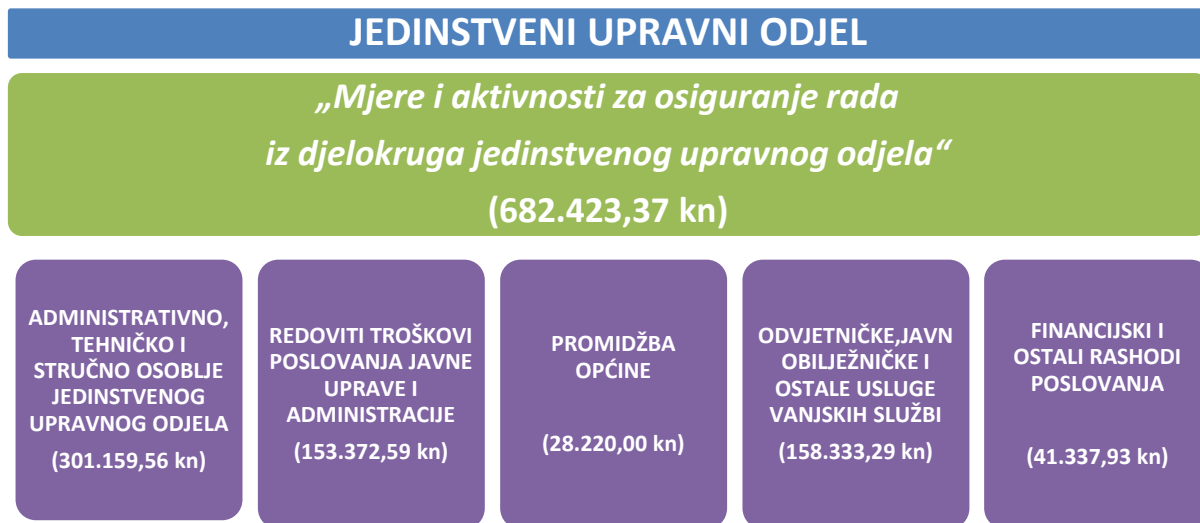 JEDINSTVENI UPRAVNI ODJEL
„Mjere i aktivnosti za osiguranje rada
iz djelokruga jedinstvenog upravnog odjela“
(682.423,37 kn)
ADMINISTRATIVNO,
TEHNIČKO I
STRUČNO OSOBLJE
JEDINSTVENOG
UPRAVNOG ODJELA
(301.159,56 kn)
REDOVITI TROŠKOVI
POSLOVANJA JAVNE
UPRAVE I
ADMINISTRACIJE
(153.372,59 kn)
PROMIDŽBA
OPĆINE
(28.220,00 kn)
ODVJETNIČKE,JAVN
OBILJEŽNIČKE I
OSTALE USLUGE
VANJSKIH SLUŽBI
(158.333,29 kn)
FINANCIJSKI I
OSTALI RASHODI
POSLOVANJA
(41.337,93 kn)